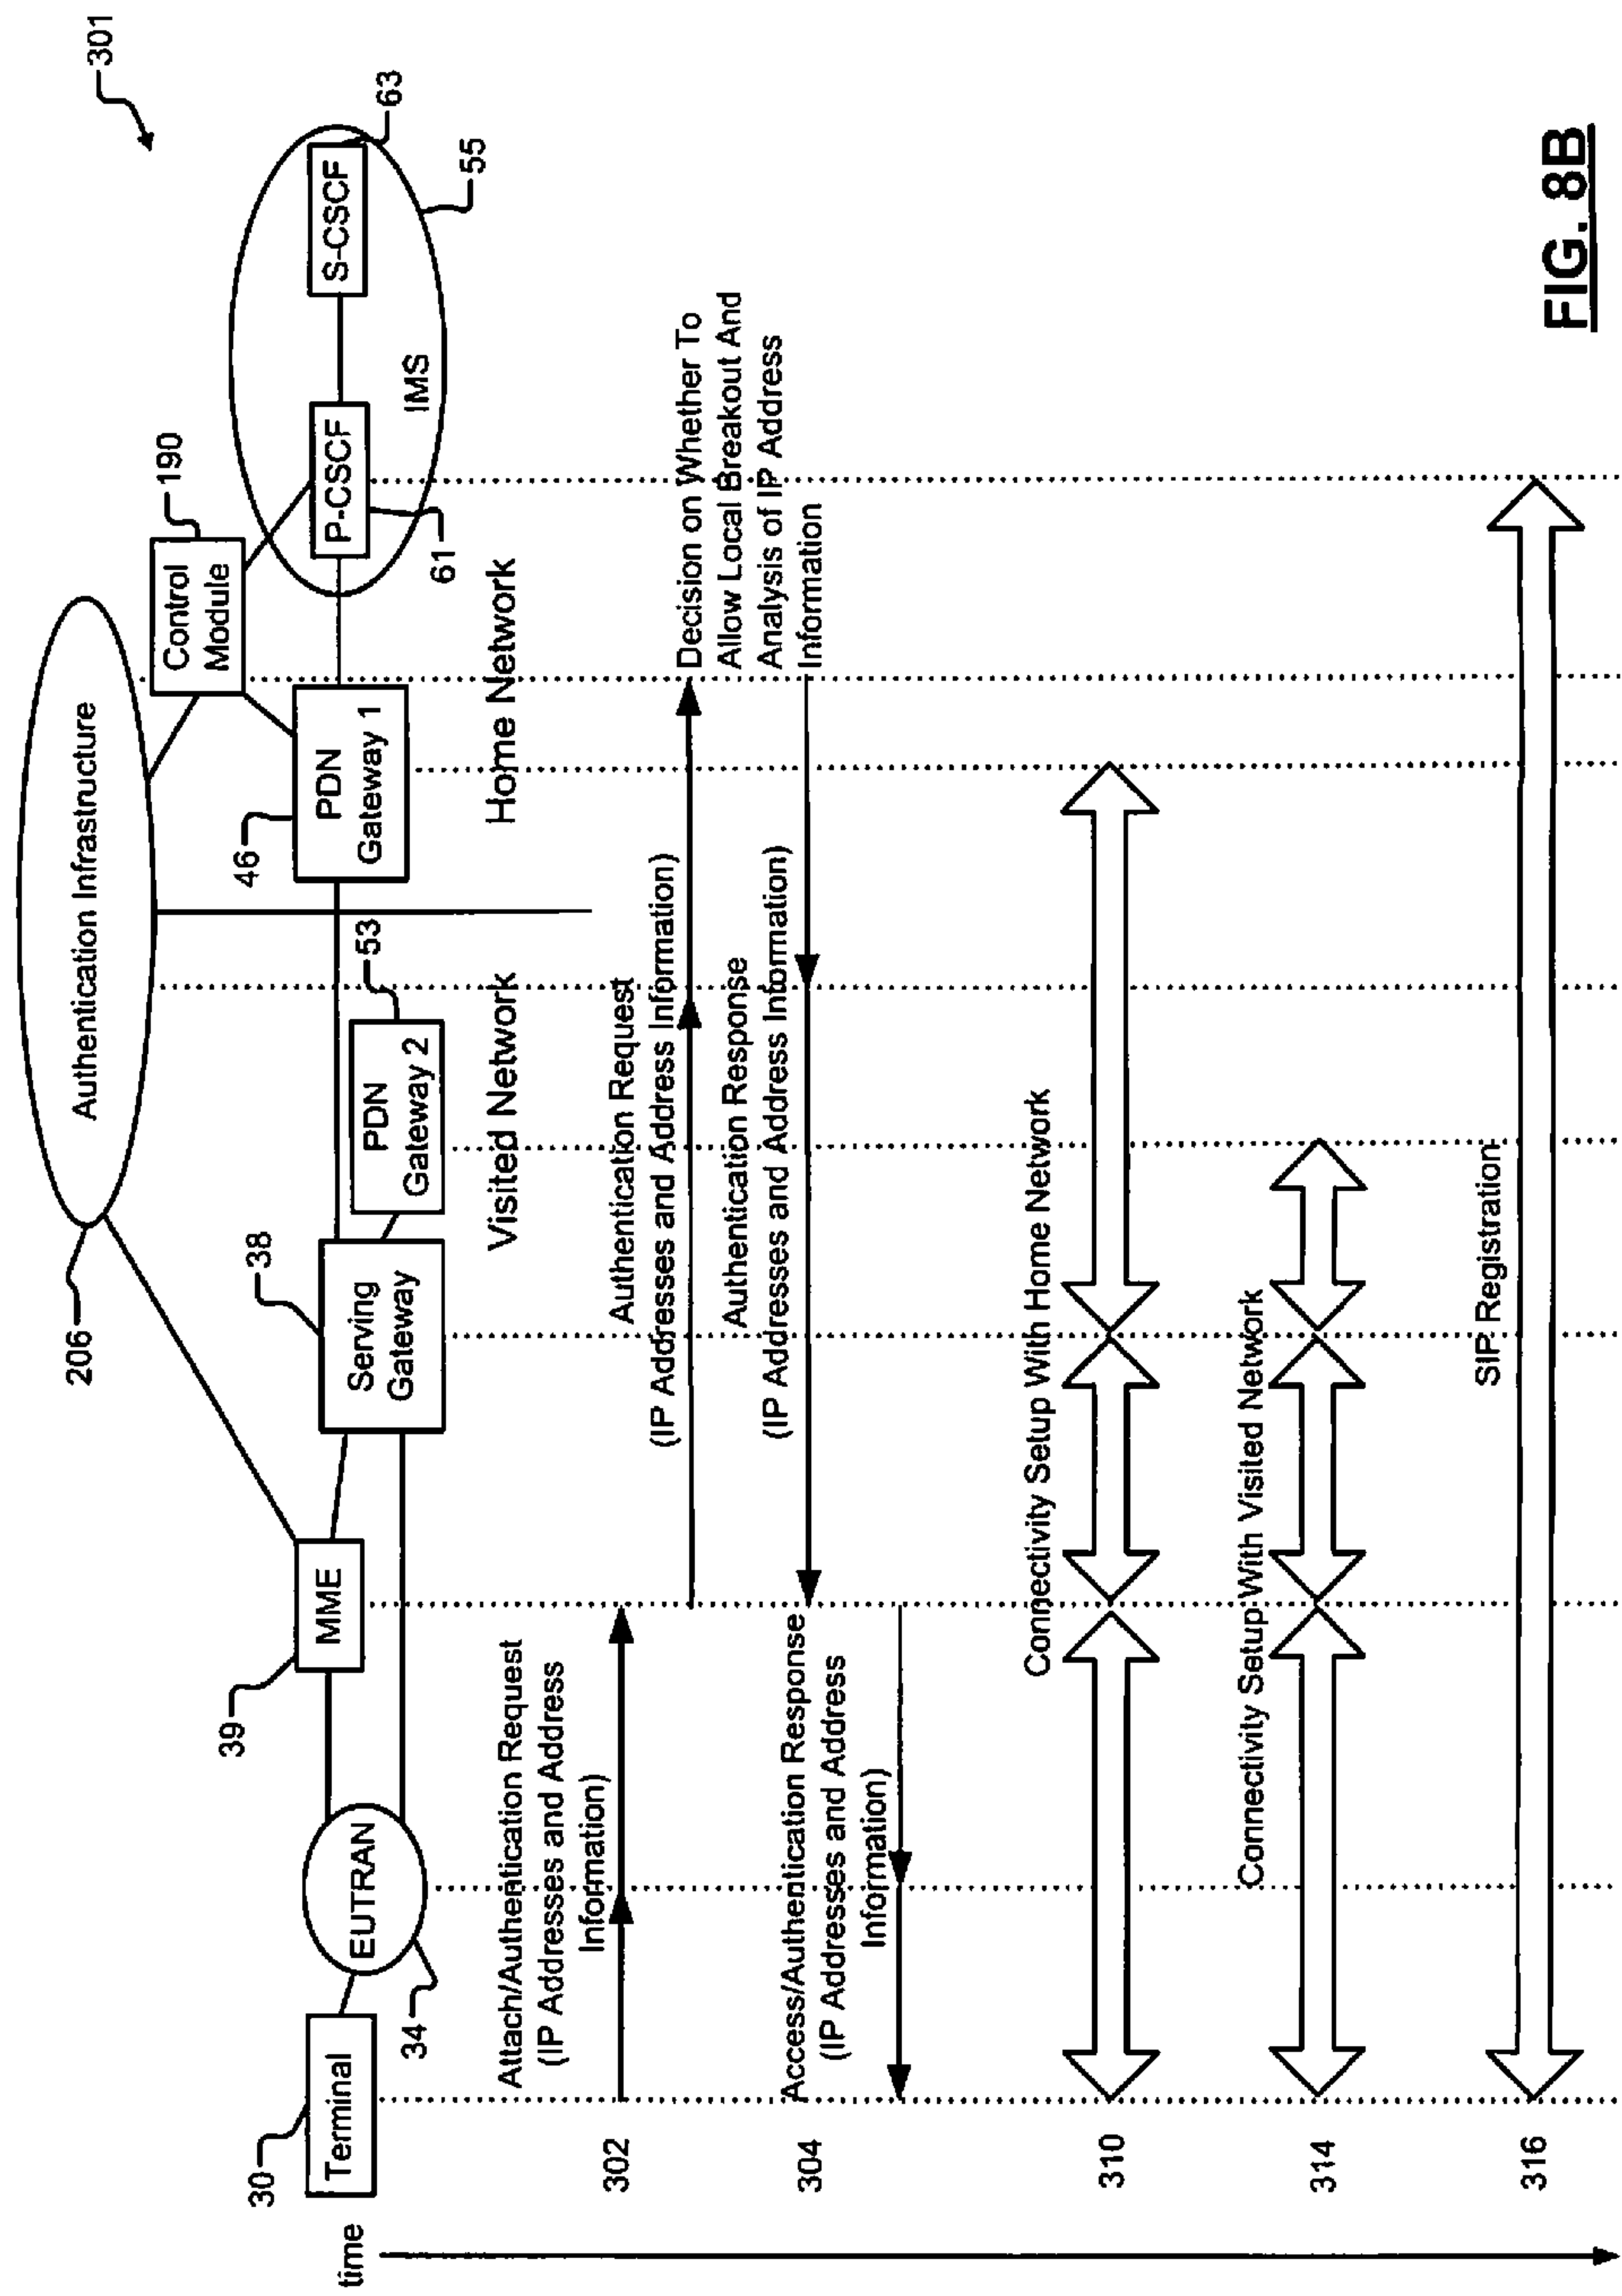 301
Authentication Infrastructure
206
190
Control
Module
P-CSCF
S-CSCF
63
IMS
55
61
30
Terminal
EUTRAN
34
39
MME
38
Serving
Gateway
PDN
Gateway 2
53
46
PDN
Gateway 1
Visited Network
Home Network
time
302
Attach/Authentication Request
(IP Addresses and Address
Information)
Authentication Request
(IP Addresses and Address Information)
Decision on Whether To
Allow Local Breakout And
Analysis of IP Address
Information
304
Authentication Response
(IP Addresses and Address Information)
Access/Authentication Response
(IP Addresses and Address
Information)
310
Connectivity Setup With Home Network
314
Connectivity Setup With Visited Network
316
SIP Registration
FIG. 8B